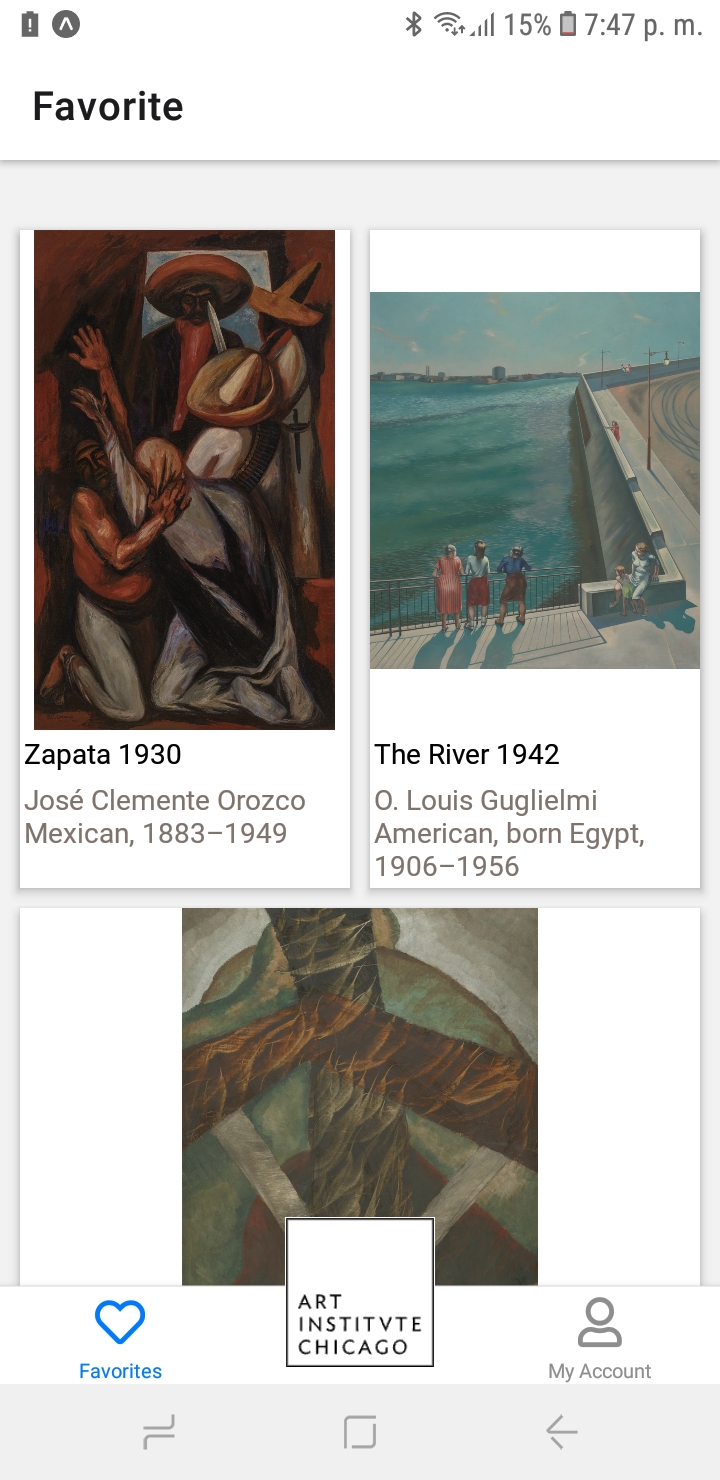 15% 7:47 p. m.
Favorite
Zapata 1930
José Clemente Orozco
Mexican, 1883–1949
The River 1942
O. Louis Guglielmi
American, born Egypt,
1906–1956
ART
INSTITVTE
CHICAGO
Favorites
My Account